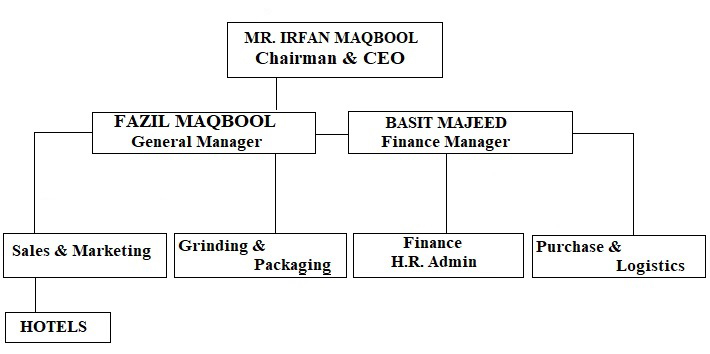 MR. IRFAN MAQBOOL
Chairman & CEO
FAZIL MAQBOOL
General Manager
BASIT MAJEED
Finance Manager
Sales & Marketing
Grinding &
Packaging
Finance
H.R. Admin
Purchase &
Logistics
HOTELS